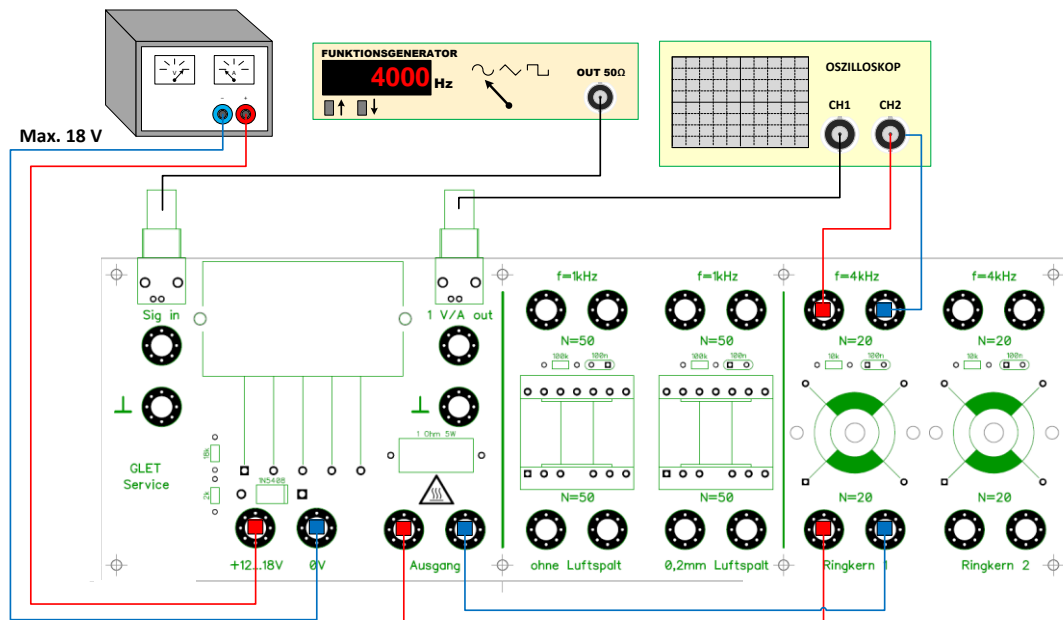 FUNKTIONSGENERATOR
4000 Hz
OUT 50Ω
OSZILLOSKOP
CH1 CH2
V A
- +
Max. 18 V
f=1kHz f=1kHz f=4kHz f=4kHz
Sig in 1 V/A out
N=50 N=50 N=20 N=20
100k 100n 100k 100n 10k 100n 10k 100n
1 Ohm 5W
GLET
Service
18k
1N5408
2k
N=50 N=50 N=20 N=20
+12...18V 0V Ausgang ohne Luftspalt 0,2mm Luftspalt Ringkern 1 Ringkern 2